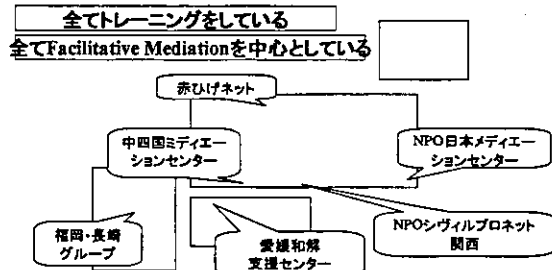 全てトレーニングをしている
全てFacilitative Mediationを中心としている
赤ひげネット
中四国ミディエー
ションセンター
NPO日本メディエー
ションセンター
福岡・長崎
グループ
愛媛和解
支援センター
NPOシヴィルプロネット
関西